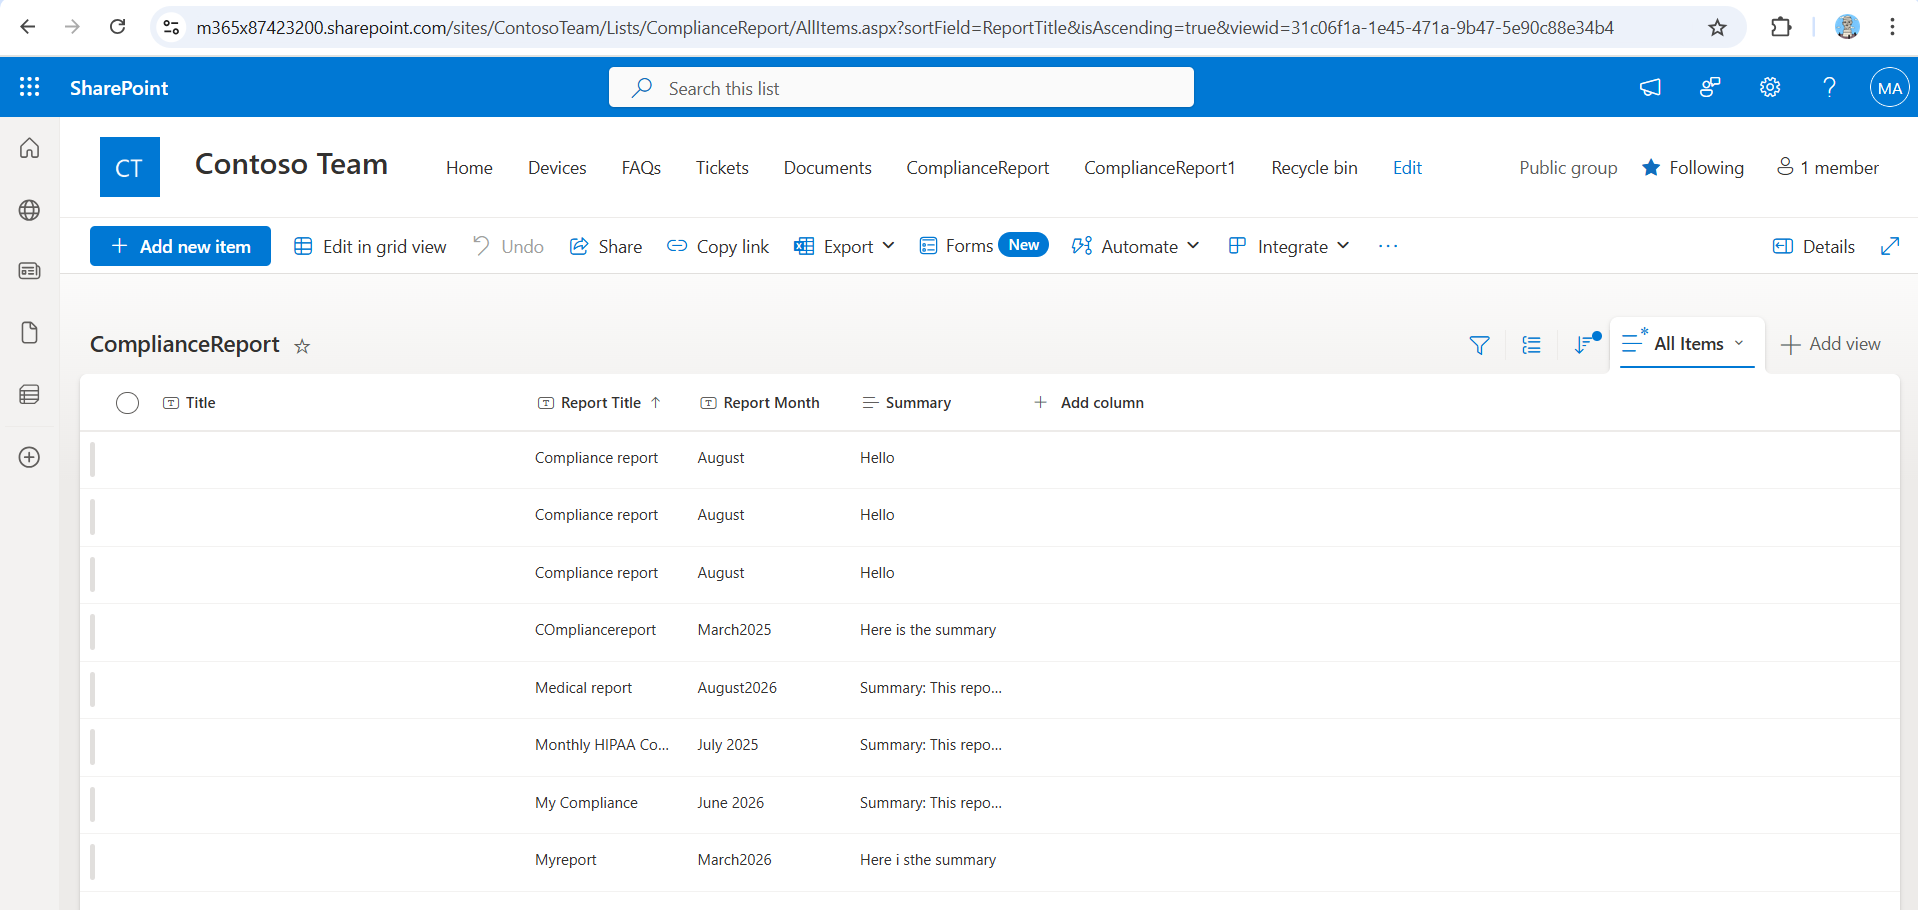 m365x87423200.sharepoint.com/sites/ContosoTeam/Lists/ComplianceReport/AllItems.aspx?sortField=ReportTitle&isAscending=true&viewid=31c06f1a-1e45-471a-9b47-5e90c88e34b4
SharePoint Search this list ? MA
CT Contoso Team Home Devices FAQs Tickets Documents ComplianceReport ComplianceReport1 Recycle bin Edit Public group Following 1 member
+ Add new item Edit in grid view Undo Share Copy link Export Forms New Automate Integrate ... Details
ComplianceReport All Items + Add view
Title Report Title ↑ Report Month Summary + Add column
Compliance report August Hello
Compliance report August Hello
Compliance report August Hello
COmpliancereport March2025 Here is the summary
Medical report August2026 Summary: This repo...
Monthly HIPAA Co... July 2025 Summary: This repo...
My Compliance June 2026 Summary: This repo...
Myreport March2026 Here i sthe summary